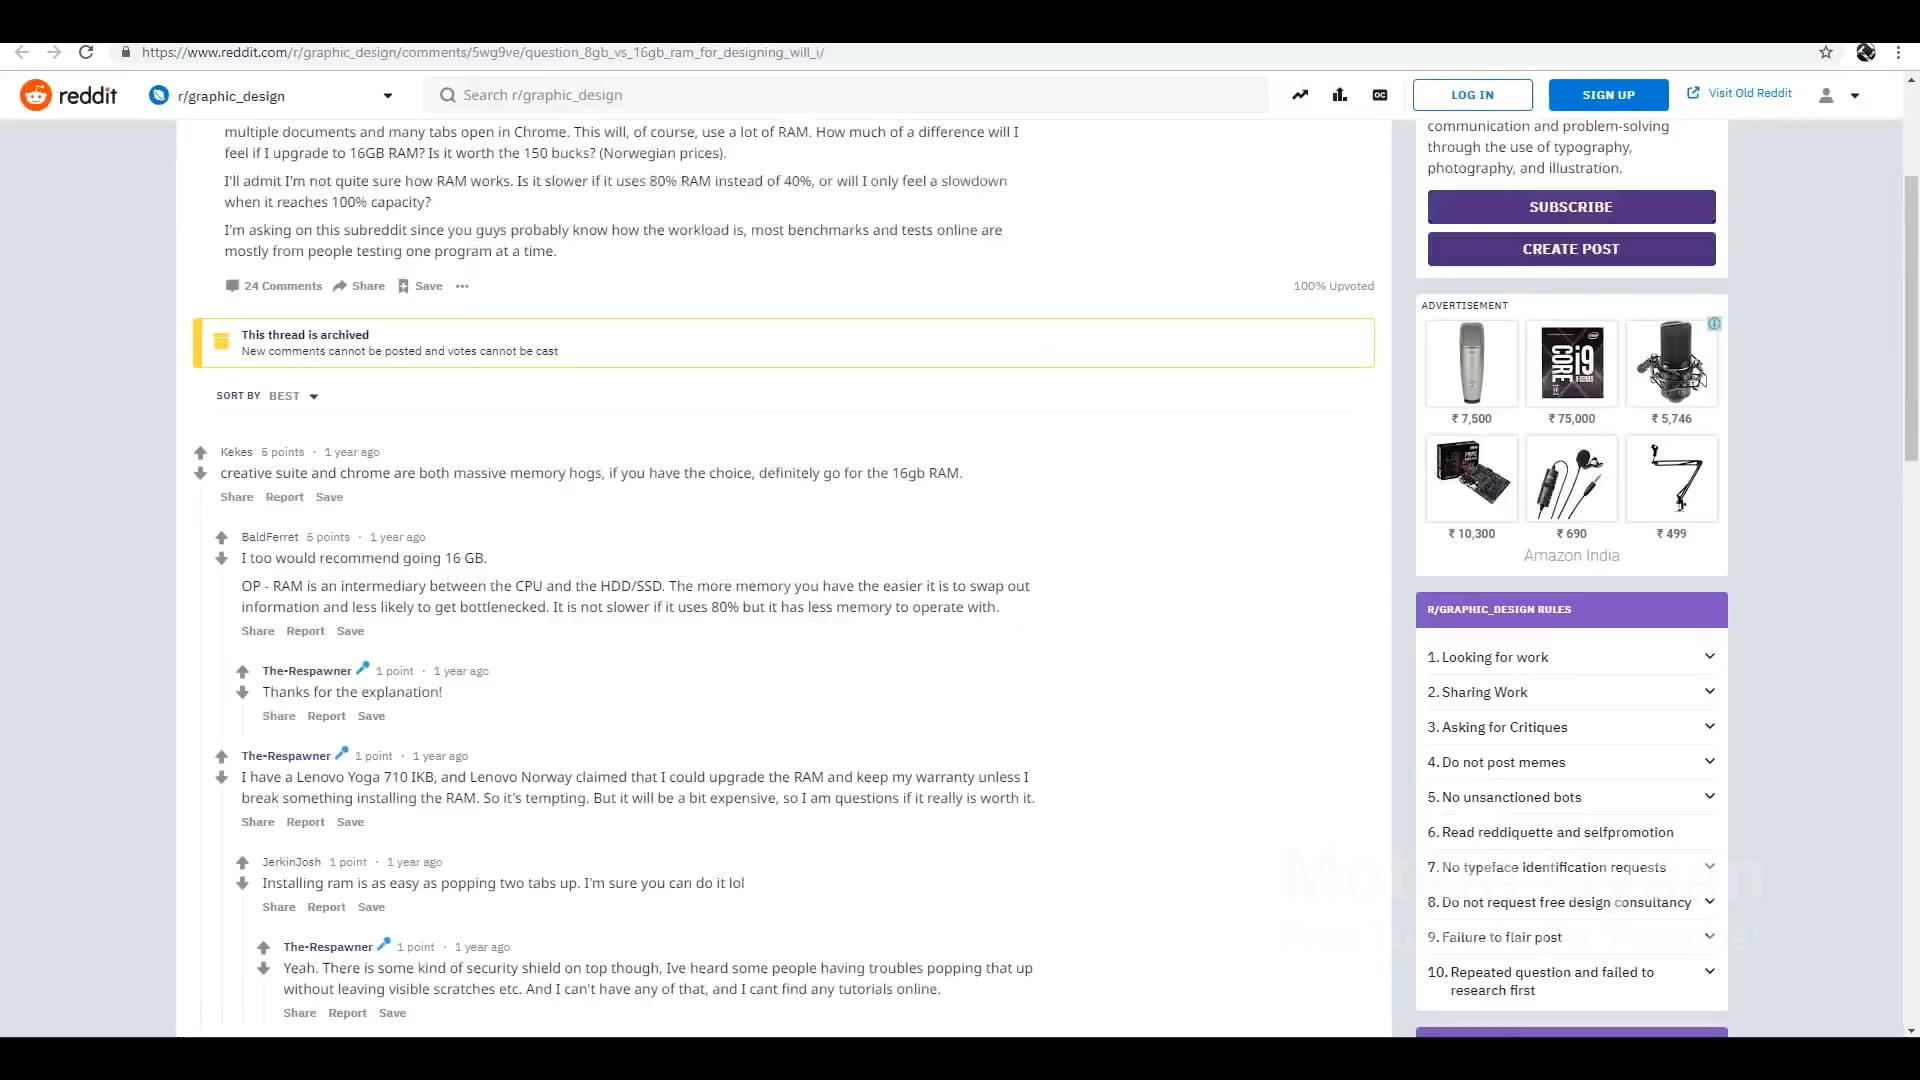 https://www.reddit.com/r/graphic_design/comments/5wg9ve/question_8gb_vs_16gb_ram_for_designing_will_i/
reddit
r/graphic_design
Search r/graphic_design
LOG IN
SIGN UP
Visit Old Reddit
multiple documents and many tabs open in Chrome. This will, of course, use a lot of RAM. How much of a difference will I
feel if I upgrade to 16GB RAM? Is it worth the 150 bucks? (Norwegian prices).
I'll admit I'm not quite sure how RAM works. Is it slower if it uses 80% RAM instead of 40%, or will I only feel a slowdown
when it reaches 100% capacity?
I'm asking on this subreddit since you guys probably know how the workload is, most benchmarks and tests online are
mostly from people testing one program at a time.
24 Comments Share Save
100% Upvoted
This thread is archived
New comments cannot be posted and votes cannot be cast
SORT BY BEST
Kekes 5 points · 1 year ago
creative suite and chrome are both massive memory hogs, if you have the choice, definitely go for the 16gb RAM.
Share Report Save
BaldFerret 5 points · 1 year ago
I too would recommend going 16 GB.
OP - RAM is an intermediary between the CPU and the HDD/SSD. The more memory you have the easier it is to swap out
information and less likely to get bottlenecked. It is not slower if it uses 80% but it has less memory to operate with.
Share Report Save
The-Respawner 1 point · 1 year ago
Thanks for the explanation!
Share Report Save
The-Respawner 1 point · 1 year ago
I have a Lenovo Yoga 710 IKB, and Lenovo Norway claimed that I could upgrade the RAM and keep my warranty unless I
break something installing the RAM. So it's tempting. But it will be a bit expensive, so I am questions if it really is worth it.
Share Report Save
JerkinJosh 1 point · 1 year ago
Installing ram is as easy as popping two tabs up. I'm sure you can do it lol
Share Report Save
The-Respawner 1 point · 1 year ago
Yeah. There is some kind of security shield on top though, Ive heard some people having troubles popping that up
without leaving visible scratches etc. And I can't have any of that, and I cant find any tutorials online.
Share Report Save
communication and problem-solving
through the use of typography,
photography, and illustration.
SUBSCRIBE
CREATE POST
ADVERTISEMENT
CORE i9
₹ 7,500
₹ 75,000
₹ 5,746
₹ 10,300
₹ 690
₹ 499
Amazon India
R/GRAPHIC_DESIGN RULES
1. Looking for work
2. Sharing Work
3. Asking for Critiques
4. Do not post memes
5. No unsanctioned bots
6. Read reddiquette and selfpromotion
7. No typeface identification requests
8. Do not request free design consultancy
9. Failure to flair post
10. Repeated question and failed to
research first